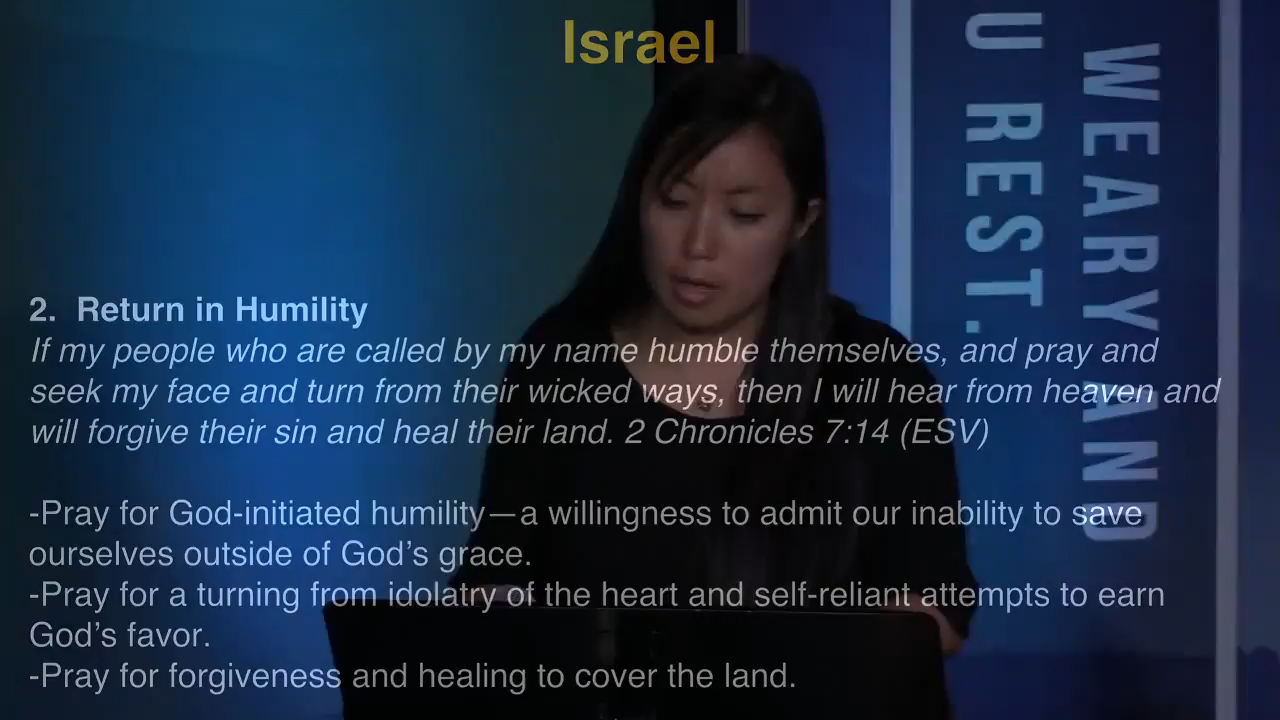 Israel
2. Return in Humility
If my people who are called by my name humble themselves, and pray and
seek my face and turn from their wicked ways, then I will hear from heaven and
will forgive their sin and heal their land. 2 Chronicles 7:14 (ESV)
-Pray for God-initiated humility—a willingness to admit our inability to save
ourselves outside of God’s grace.
-Pray for a turning from idolatry of the heart and self-reliant attempts to earn
God’s favor.
-Pray for forgiveness and healing to cover the land.
WEARY AND
U REST.